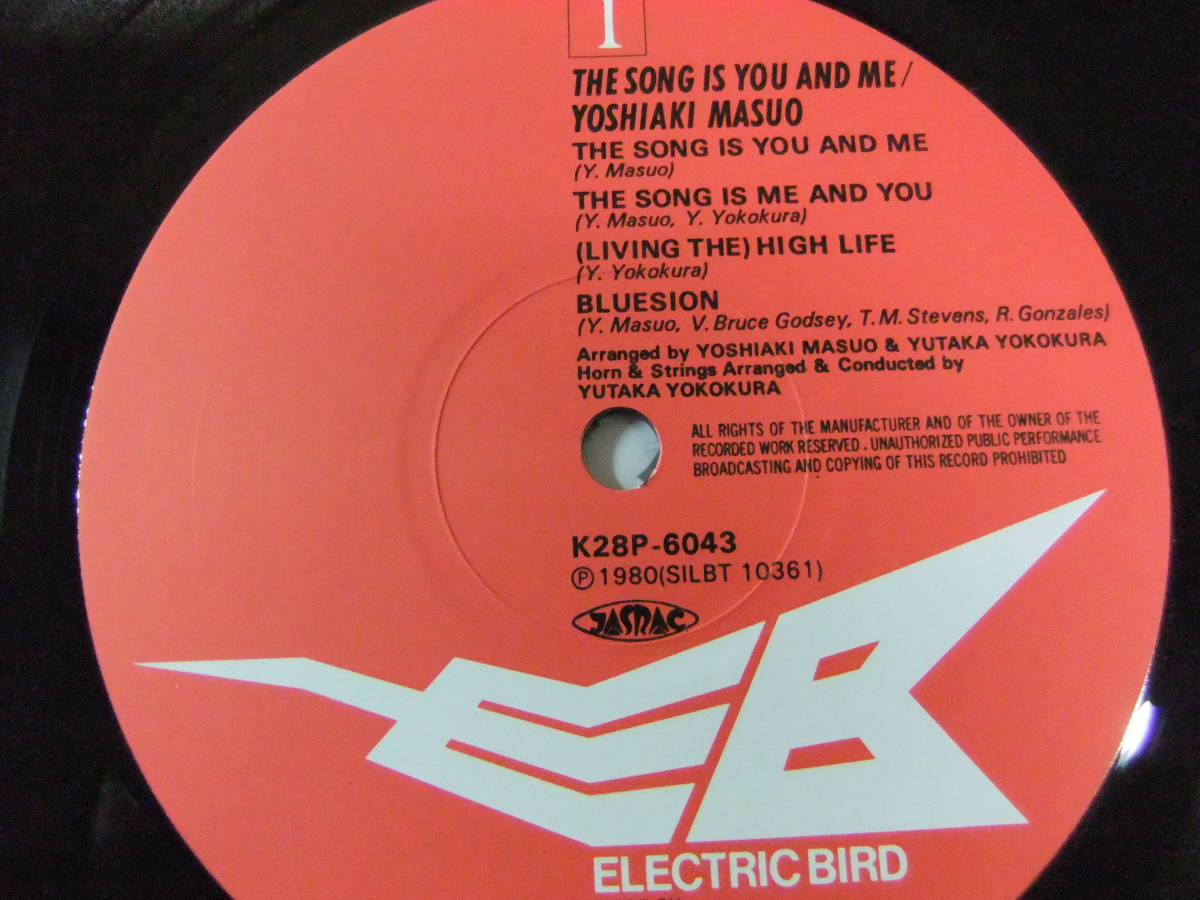 1
THE SONG IS YOU AND ME/
YOSHIAKI MASUO
THE SONG IS YOU AND ME
(Y. Masuo)
THE SONG IS ME AND YOU
(Y. Masuo, Y. Yokokura)
(LIVING THE) HIGH LIFE
(Y. Yokokura)
BLUESION
(Y. Masuo, V. Bruce Godsey, T. M. Stevens, R. Gonzales)
Arranged by YOSHIAKI MASUO & YUTAKA YOKOKURA
Horn & Strings Arranged & Conducted by
YUTAKA YOKOKURA
ALL RIGHTS OF THE MANUFACTURER AND OF THE OWNER OF THE
RECORDED WORK RESERVED. UNAUTHORIZED PUBLIC PERFORMANCE
BROADCASTING AND COPYING OF THIS RECORD PROHIBITED
K28P-6043
Ⓟ 1980(SILBT 10361)
JASRAC
EB
ELECTRIC BIRD